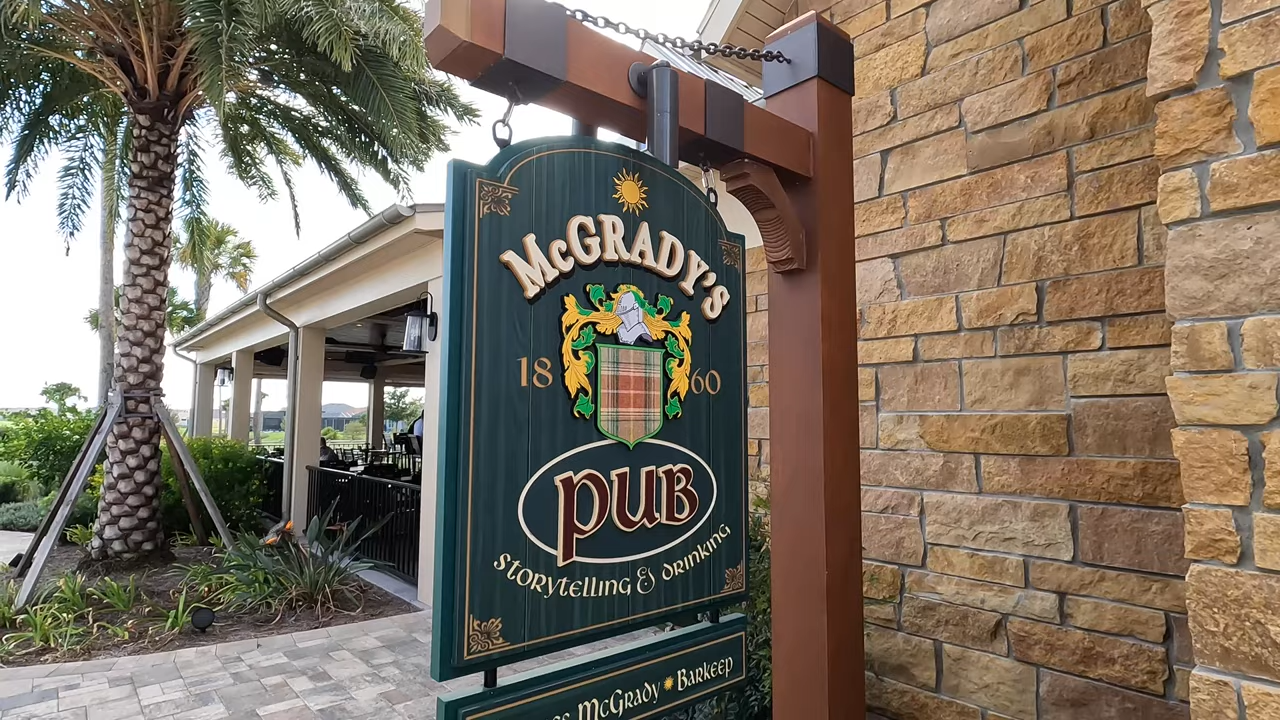 McGRADY'S
18 60
PUB
STORYTELLING & DRINKING
McGRADY BARKEEP